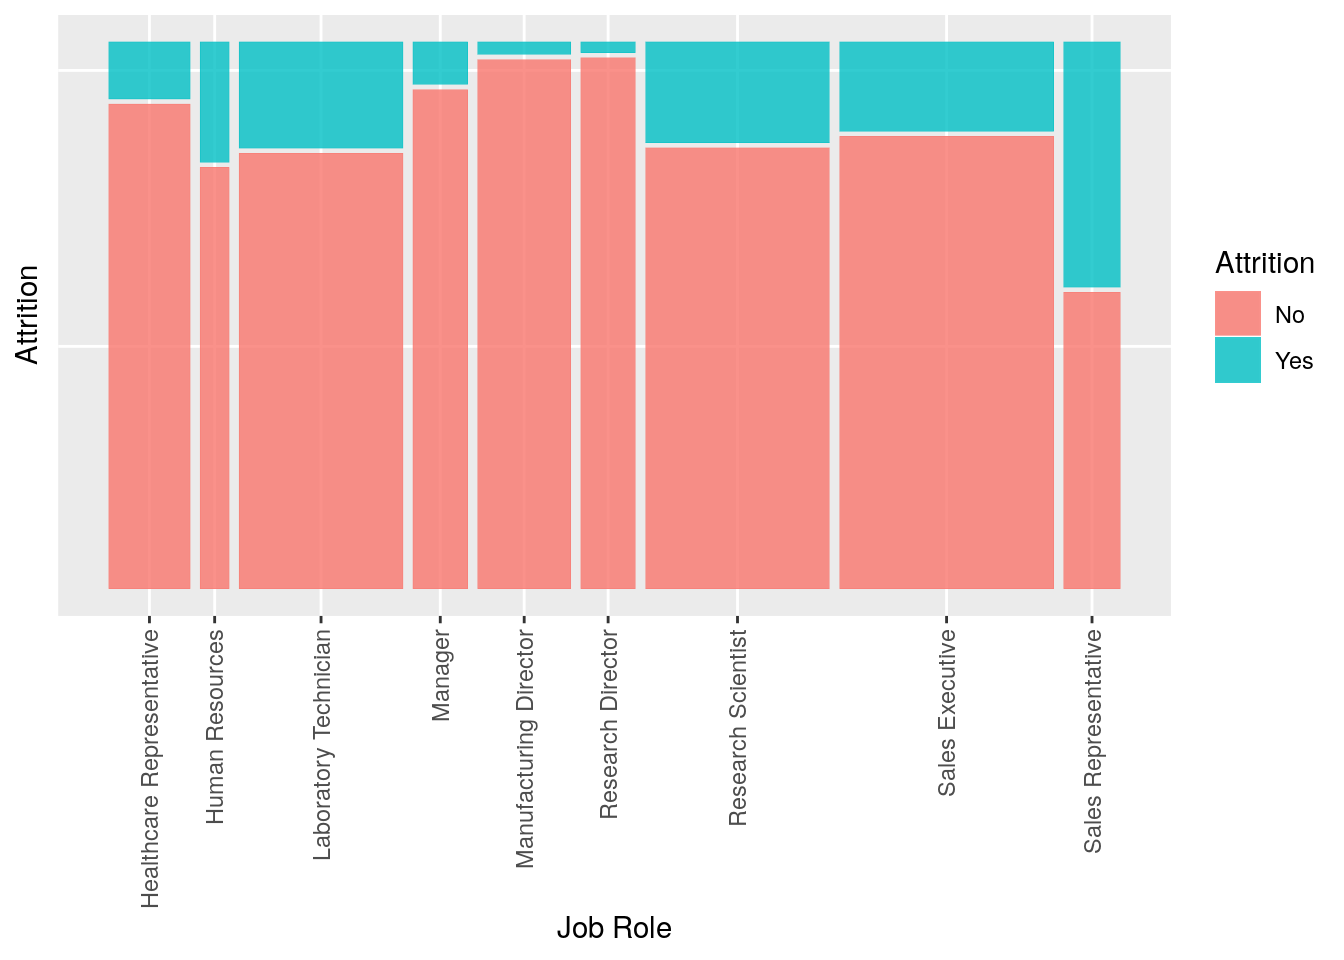 Attrition
Attrition
No
Yes
Healthcare Representative
Human Resources
Laboratory Technician
Manager
Manufacturing Director
Research Director
Research Scientist
Sales Executive
Sales Representative
Job Role